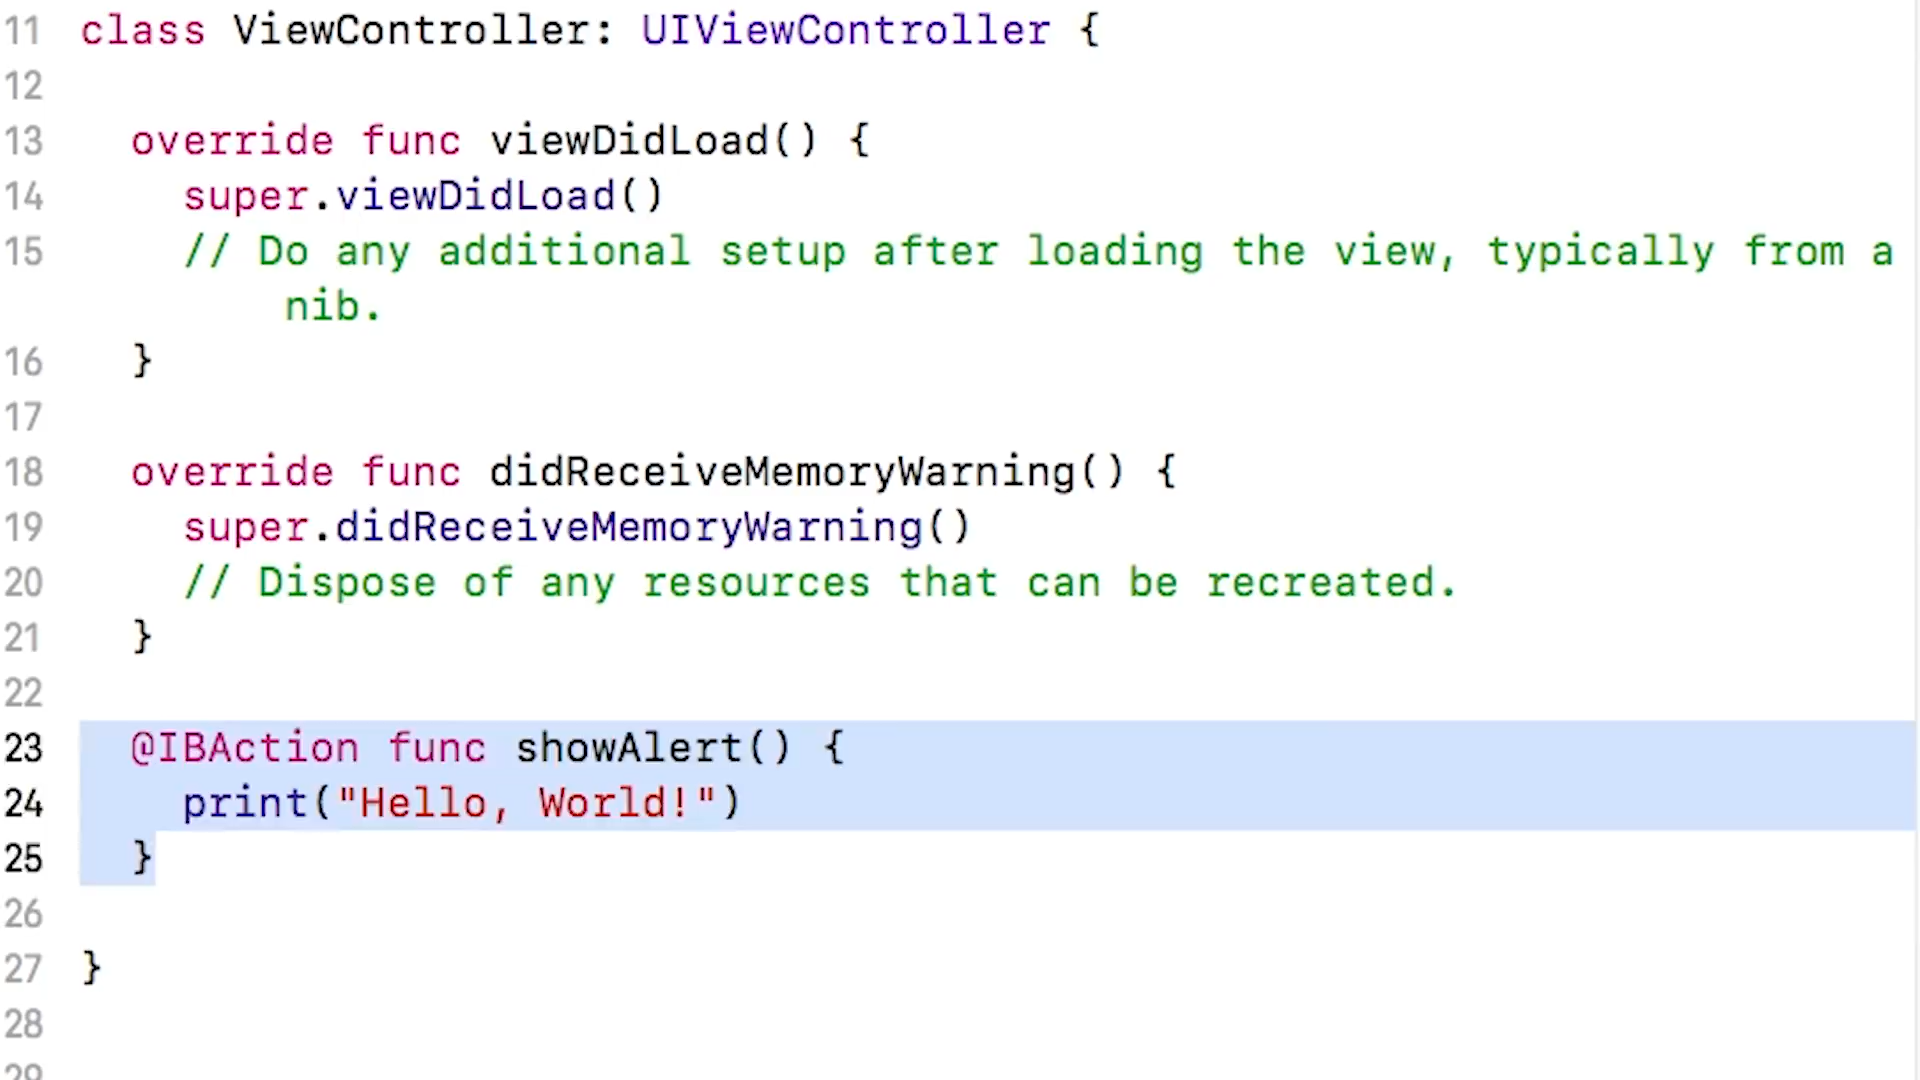 11 class ViewController: UIViewController {
12
13 override func viewDidLoad() {
14 super.viewDidLoad()
15 // Do any additional setup after loading the view, typically from a
nib.
16 }
17
18 override func didReceiveMemoryWarning() {
19 super.didReceiveMemoryWarning()
20 // Dispose of any resources that can be recreated.
21 }
22
23 @IBAction func showAlert() {
24 print("Hello, World!")
25 }
26
27 }
28
29